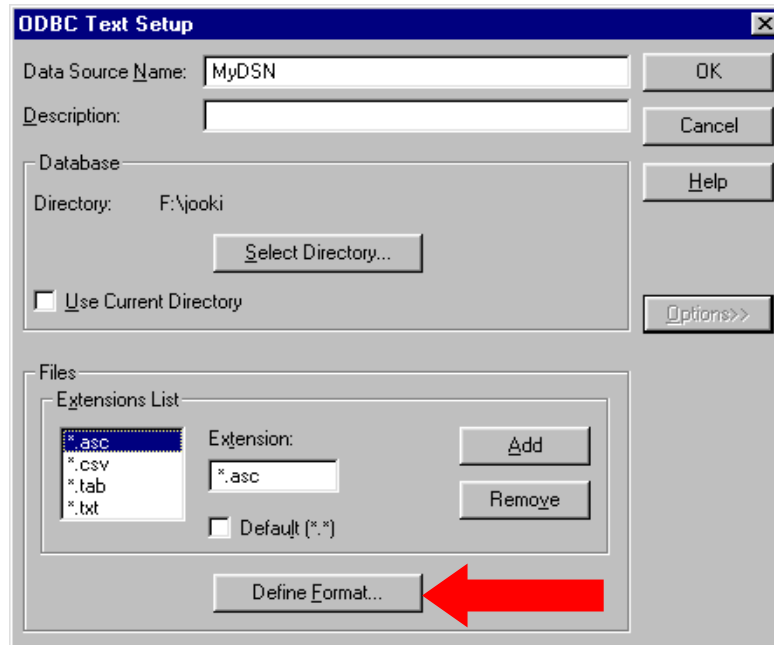 ODBC Text Setup
Data Source Name: MyDSN
OK
Description:
Cancel
Database
Help
Directory: F:\jooki
Select Directory...
Use Current Directory
Options>>
Files
Extensions List
*.asc
*.csv
*.tab
*.txt
Extension:
*.asc
Default (*.*)
Add
Remove
Define Format...